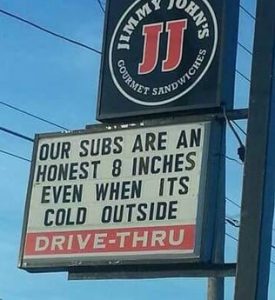 JIMMY JOHN'S
JJ
GOURMET SANDWICHES
OUR SUBS ARE AN
HONEST 8 INCHES
EVEN WHEN ITS
COLD OUTSIDE
DRIVE-THRU